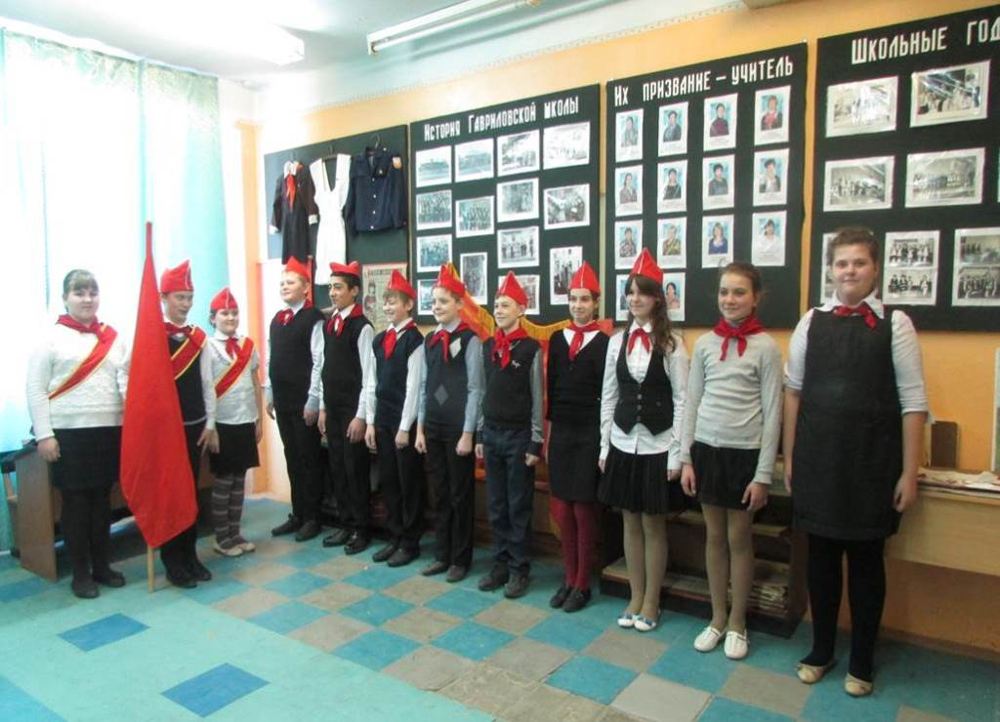 История Гавриловской школы
Их призвание – учитель
Школьные год